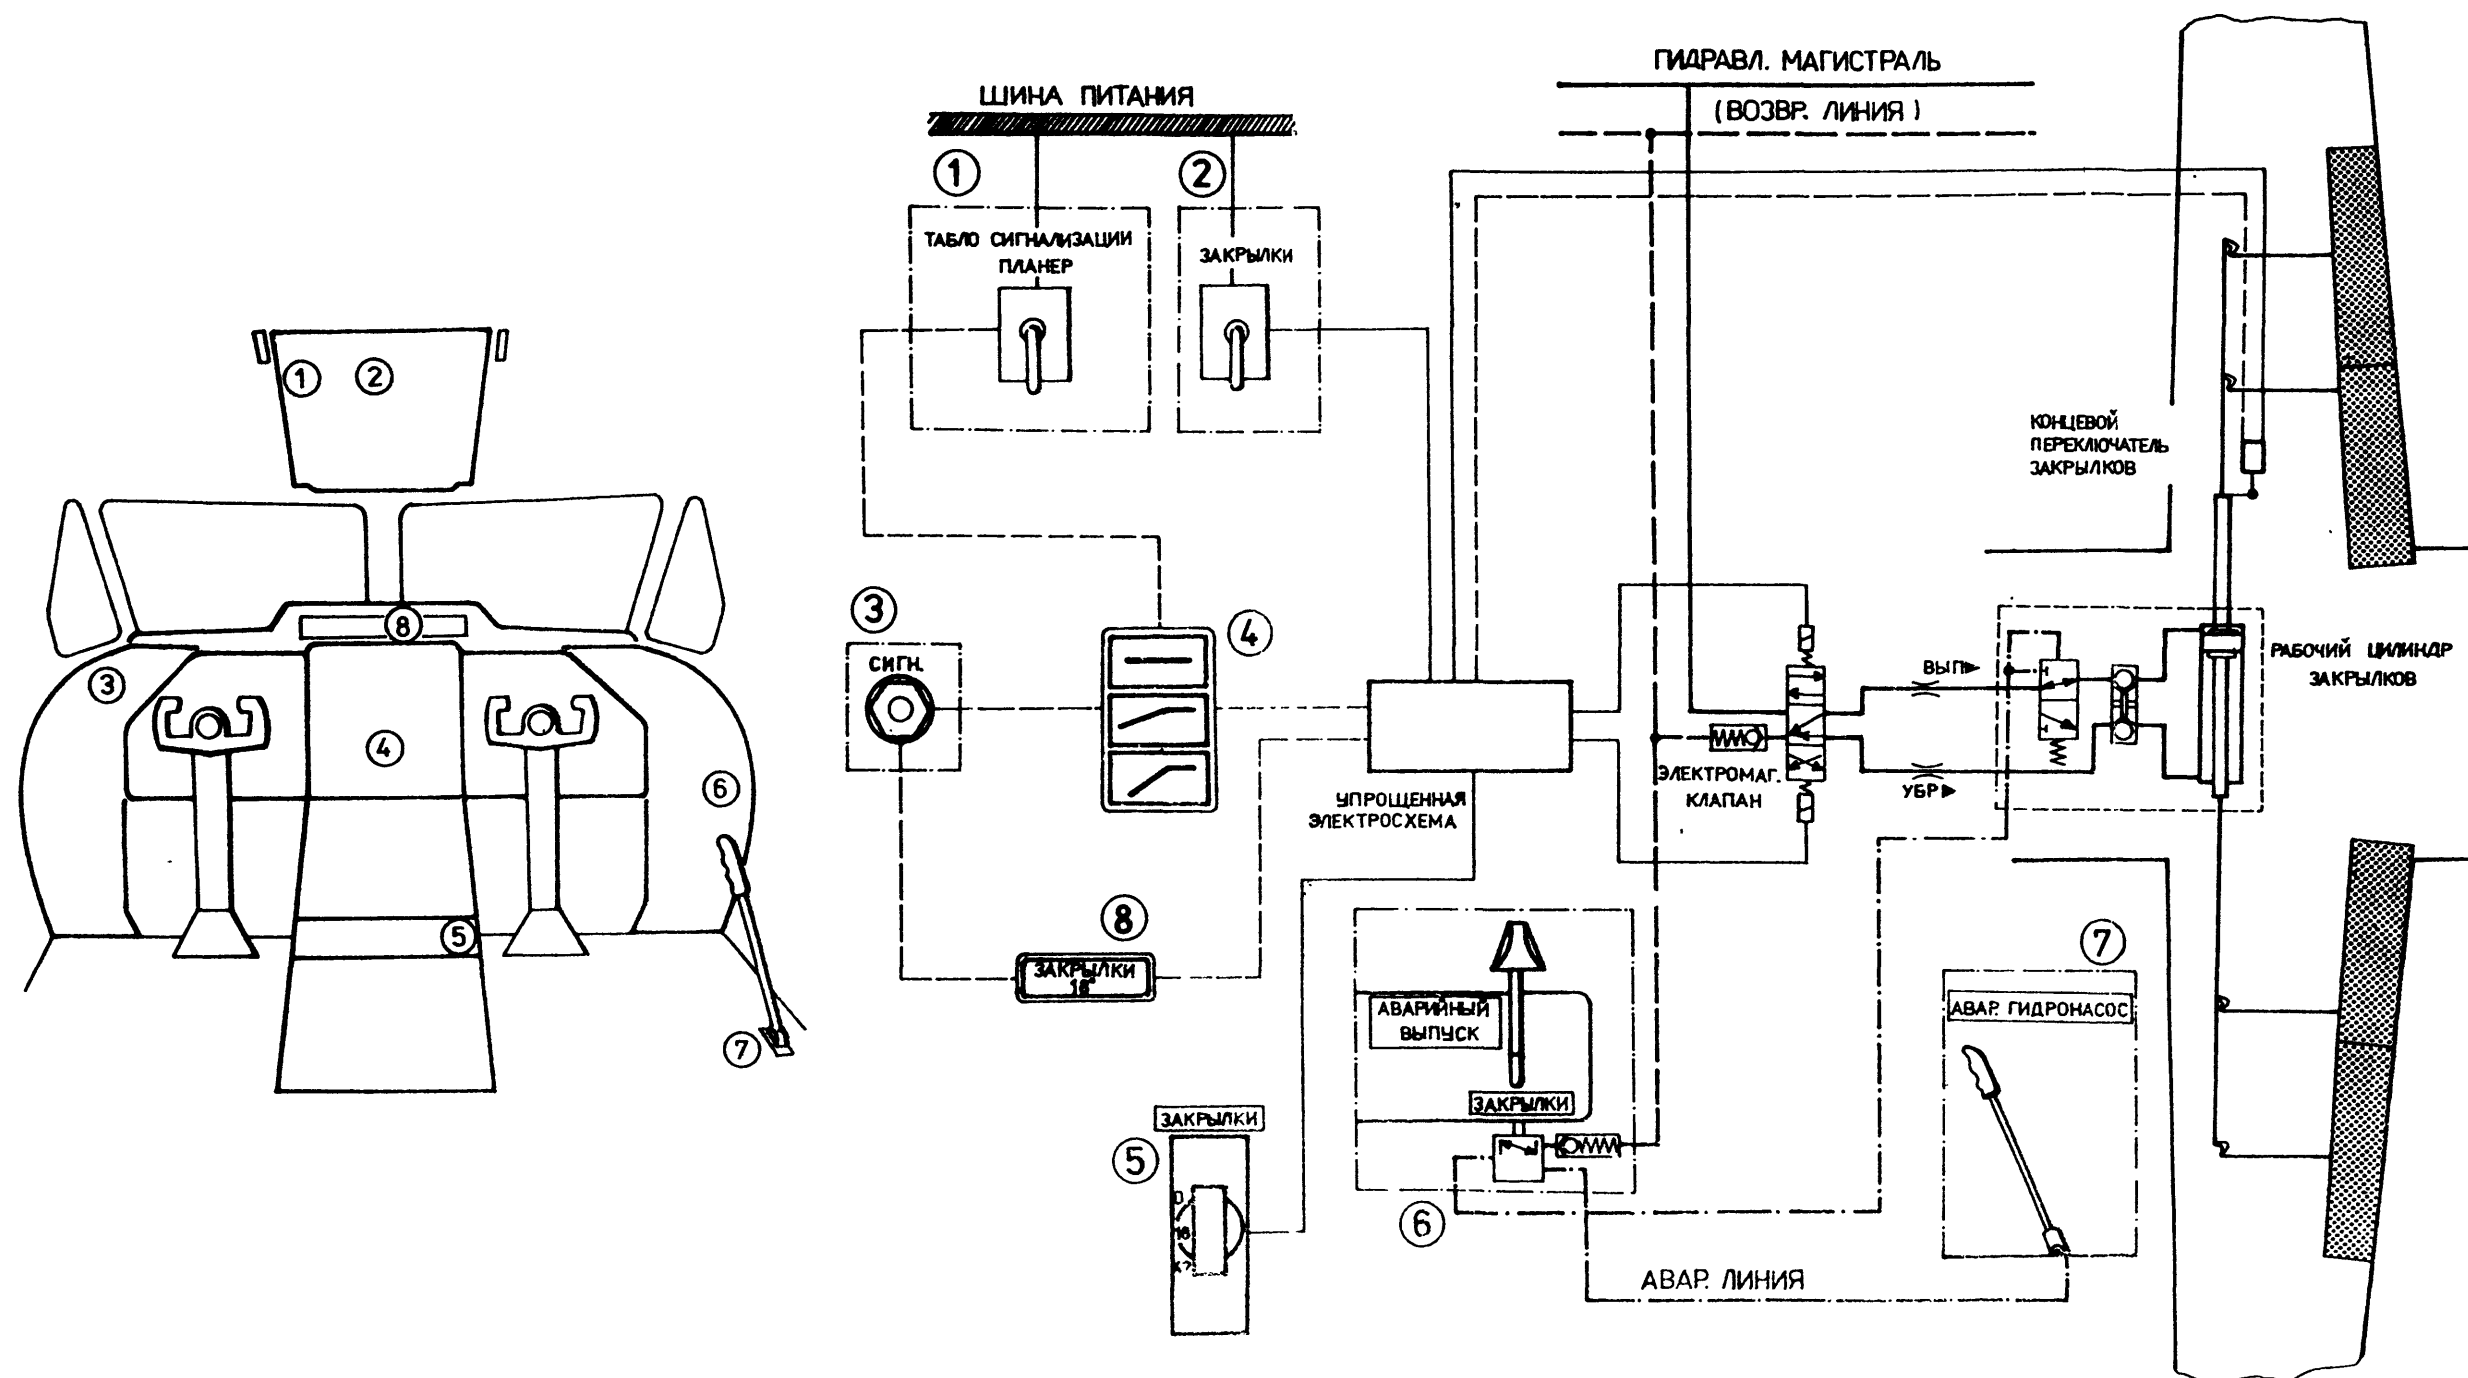 ШИНА ПИТАНИЯ
ГИДРАВЛ. МАГИСТРАЛЬ
(ВОЗВР. ЛИНИЯ)
1
2
ТАБЛО СИГНАЛИЗАЦИИ
ПЛАНЕР
ЗАКРЫЛКИ
1
2
8
3
4
6
5
7
3
СИГН.
4
КОНЦЕВОЙ
ПЕРЕКЛЮЧАТЕЛЬ
ЗАКРЫЛКОВ
ВЫП
УБР
РАБОЧИЙ ЦИЛИНДР
ЗАКРЫЛКОВ
ЭЛЕКТРОМАГ.
КЛАПАН
УПРОЩЕННАЯ
ЭЛЕКТРОСХЕМА
8
ЗАКРЫЛКИ
18°
АВАРИЙНЫЙ
ВЫПУСК
ЗАКРЫЛКИ
6
7
АВАР. ГИДРОНАСОС
АВАР. ЛИНИЯ
ЗАКРЫЛКИ
5
18